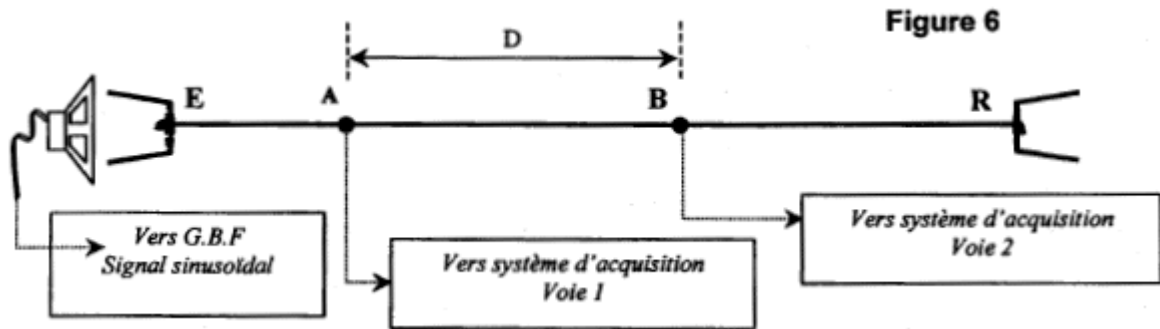 Figure 6
D
E
A
B
R
Vers G.B.F
Signal sinusoïdal
Vers système d'acquisition
Voie 1
Vers système d'acquisition
Voie 2